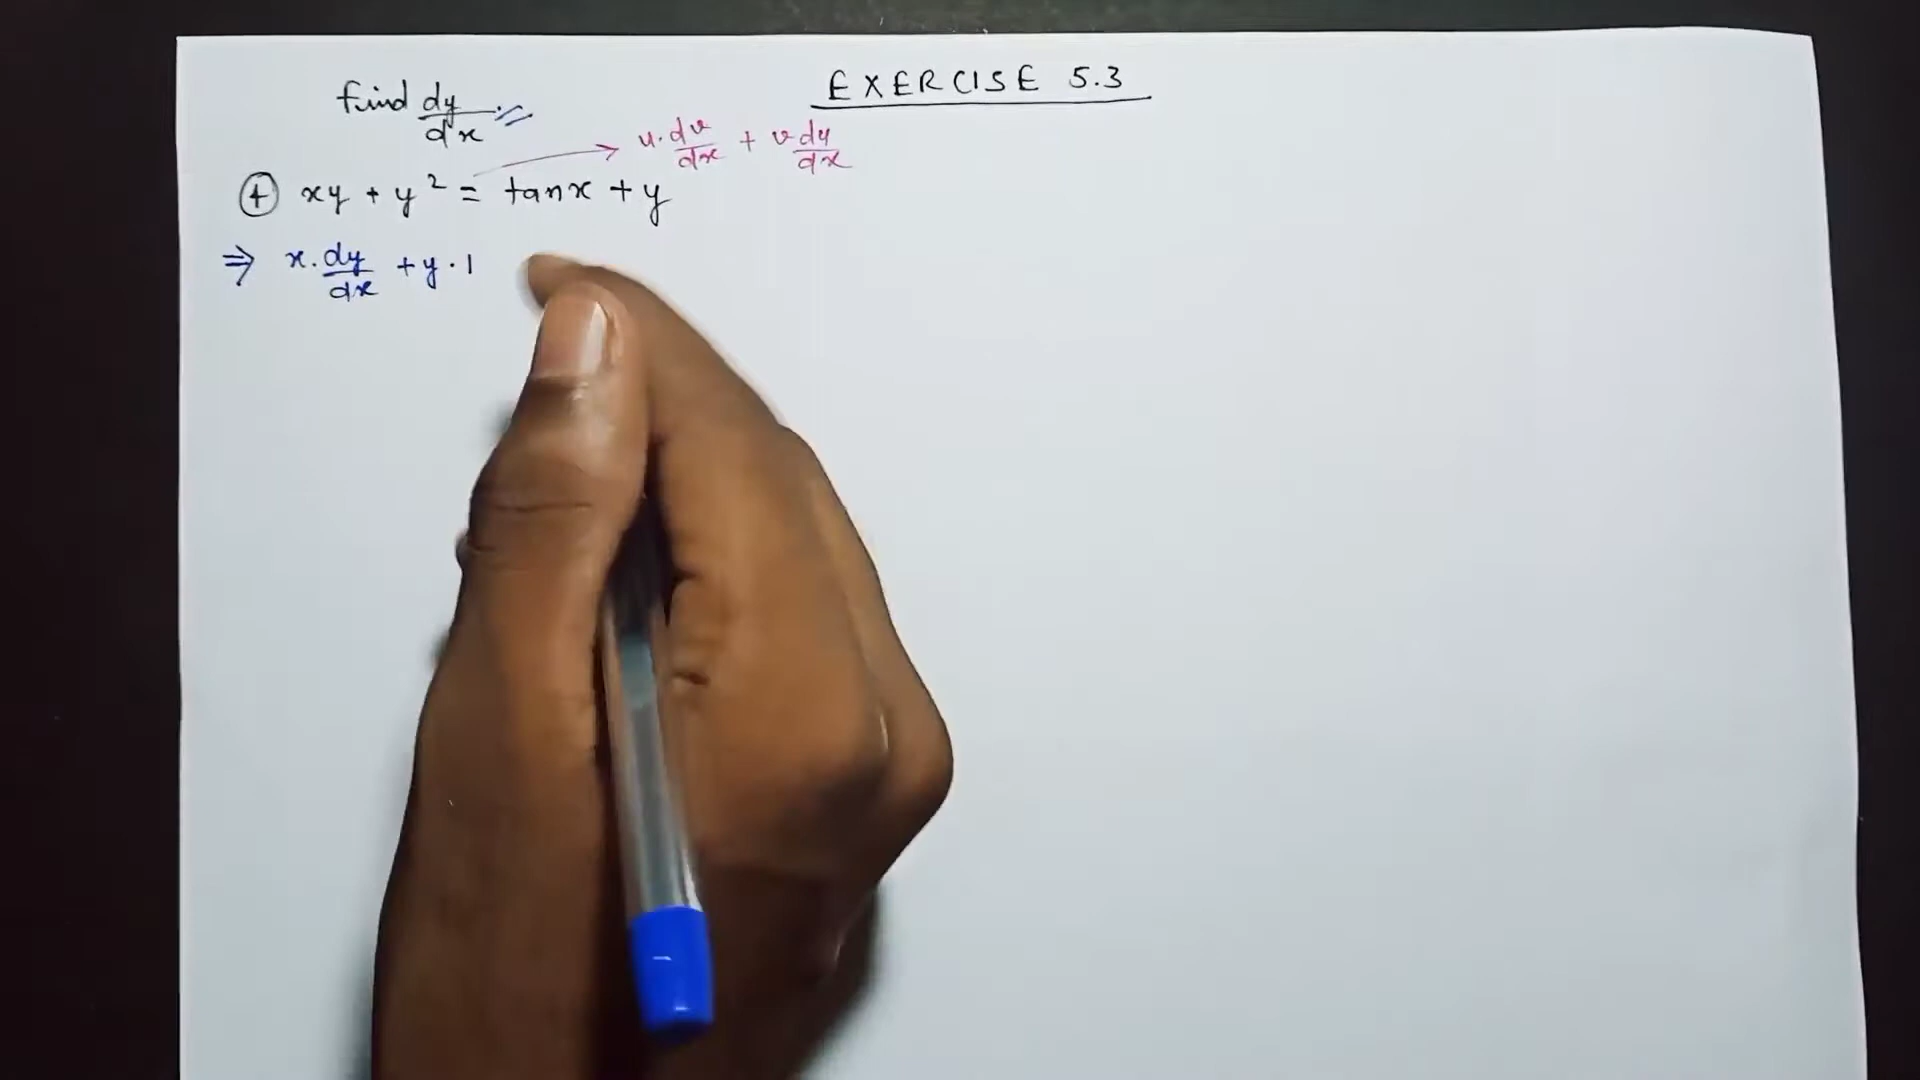 EXERCISE 5.3
find dy/dx
u. dv/dx + v du/dx
④ xy + y² = tanx + y
⇒ x. dy/dx + y . 1